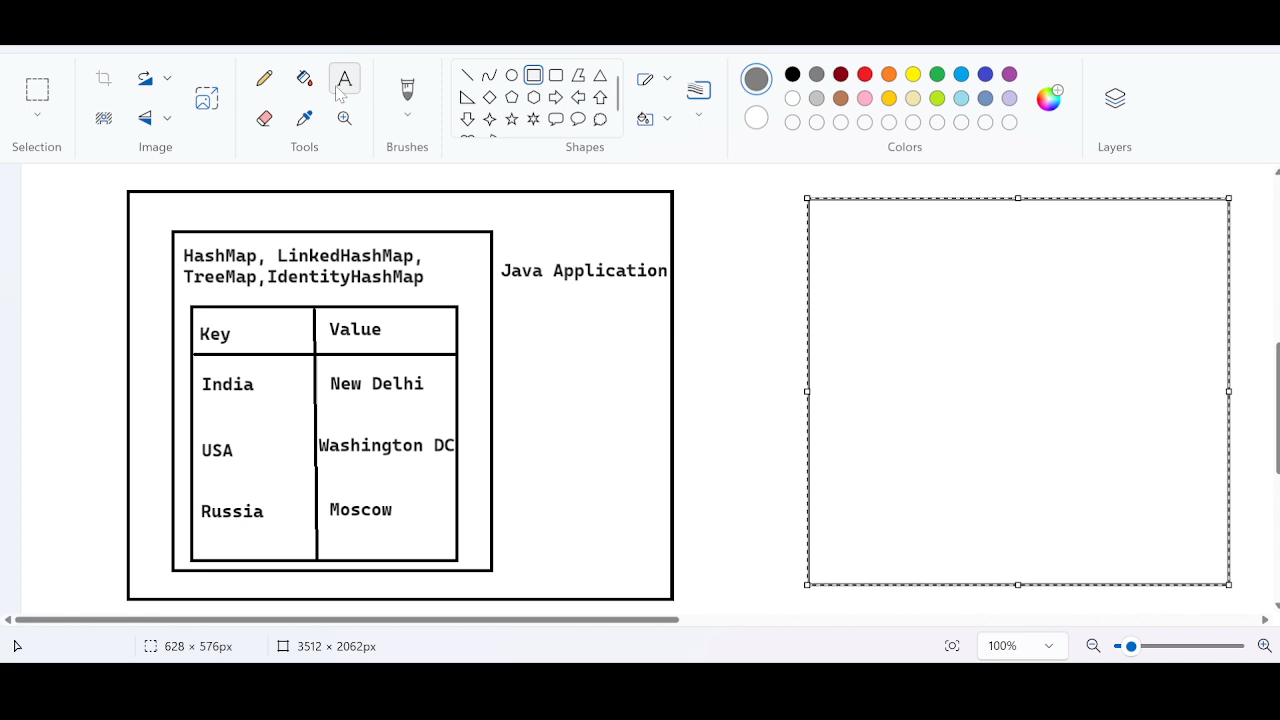 Selection
Image
Tools
Brushes
Shapes
Colors
Layers
HashMap, LinkedHashMap,
TreeMap,IdentityHashMap
Java Application
Key Value
India New Delhi
USA Washington DC
Russia Moscow
628 × 576px
3512 × 2062px
100%